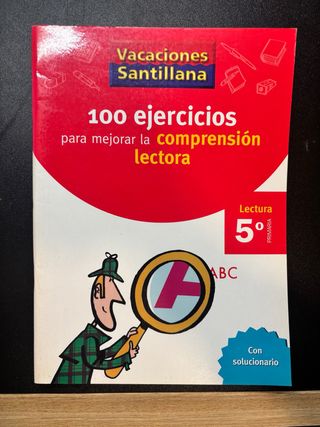 Vacaciones
Santillana
100 ejercicios
para mejorar la comprensión
lectora
Lectura
5º
PRIMARIA
A
ABC
Con
solucionario